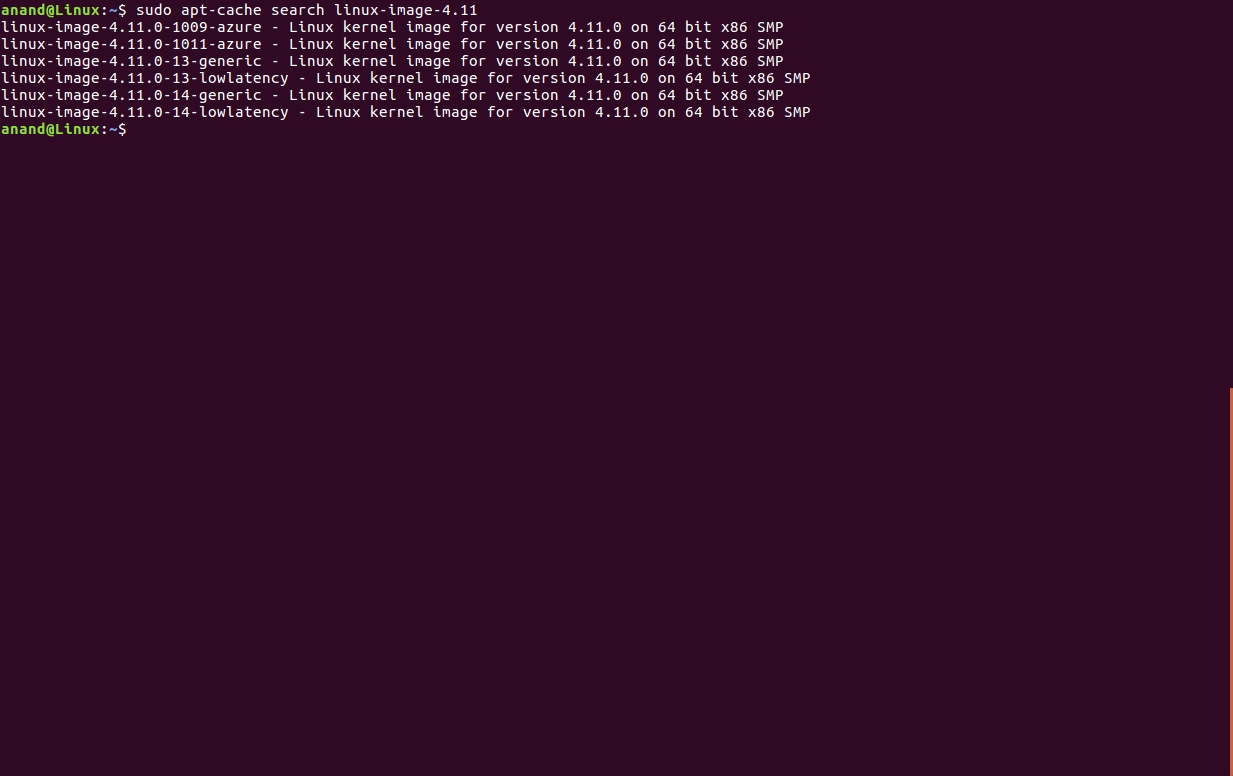 anand@Linux:~$ sudo apt-cache search linux-image-4.11
linux-image-4.11.0-1009-azure - Linux kernel image for version 4.11.0 on 64 bit x86 SMP
linux-image-4.11.0-1011-azure - Linux kernel image for version 4.11.0 on 64 bit x86 SMP
linux-image-4.11.0-13-generic - Linux kernel image for version 4.11.0 on 64 bit x86 SMP
linux-image-4.11.0-13-lowlatency - Linux kernel image for version 4.11.0 on 64 bit x86 SMP
linux-image-4.11.0-14-generic - Linux kernel image for version 4.11.0 on 64 bit x86 SMP
linux-image-4.11.0-14-lowlatency - Linux kernel image for version 4.11.0 on 64 bit x86 SMP
anand@Linux:~$